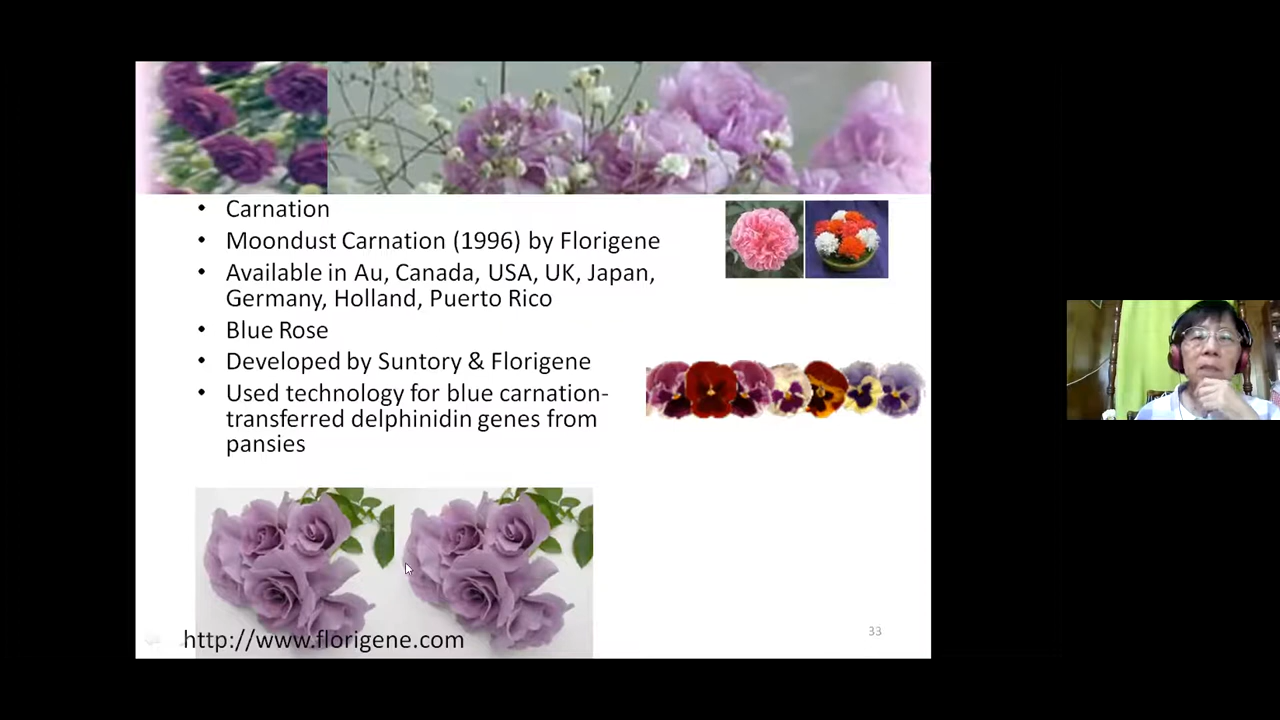 • Carnation
• Moondust Carnation (1996) by Florigene
• Available in Au, Canada, USA, UK, Japan,
Germany, Holland, Puerto Rico
• Blue Rose
• Developed by Suntory & Florigene
• Used technology for blue carnation-
transferred delphinidin genes from
pansies
http://www.florigene.com
33